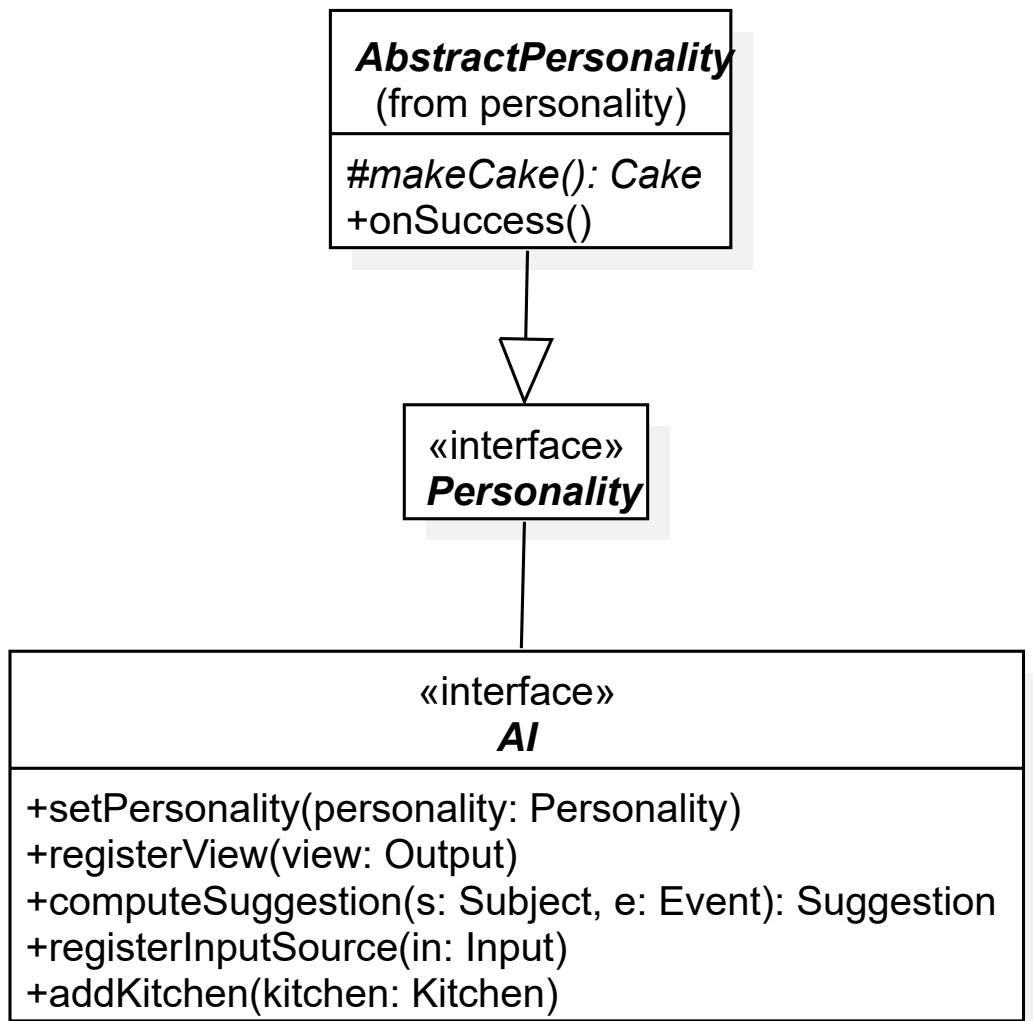 AbstractPersonality
(from personality)
#makeCake(): Cake
+onSuccess()
«interface»
Personality
«interface»
AI
+setPersonality(personality: Personality)
+registerView(view: Output)
+computeSuggestion(s: Subject, e: Event): Suggestion
+registerInputSource(in: Input)
+addKitchen(kitchen: Kitchen)